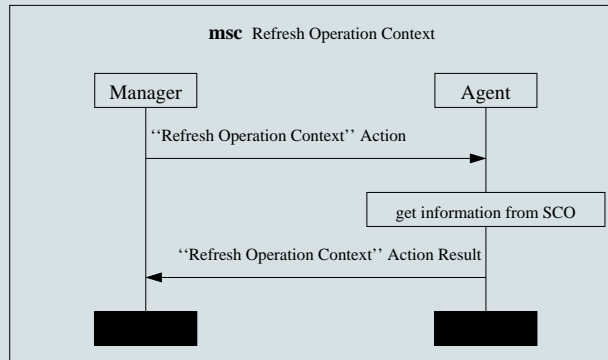 msc Refresh Operation Context
Manager
Agent
‘‘Refresh Operation Context’’ Action
get information from SCO
‘‘Refresh Operation Context’’ Action Result